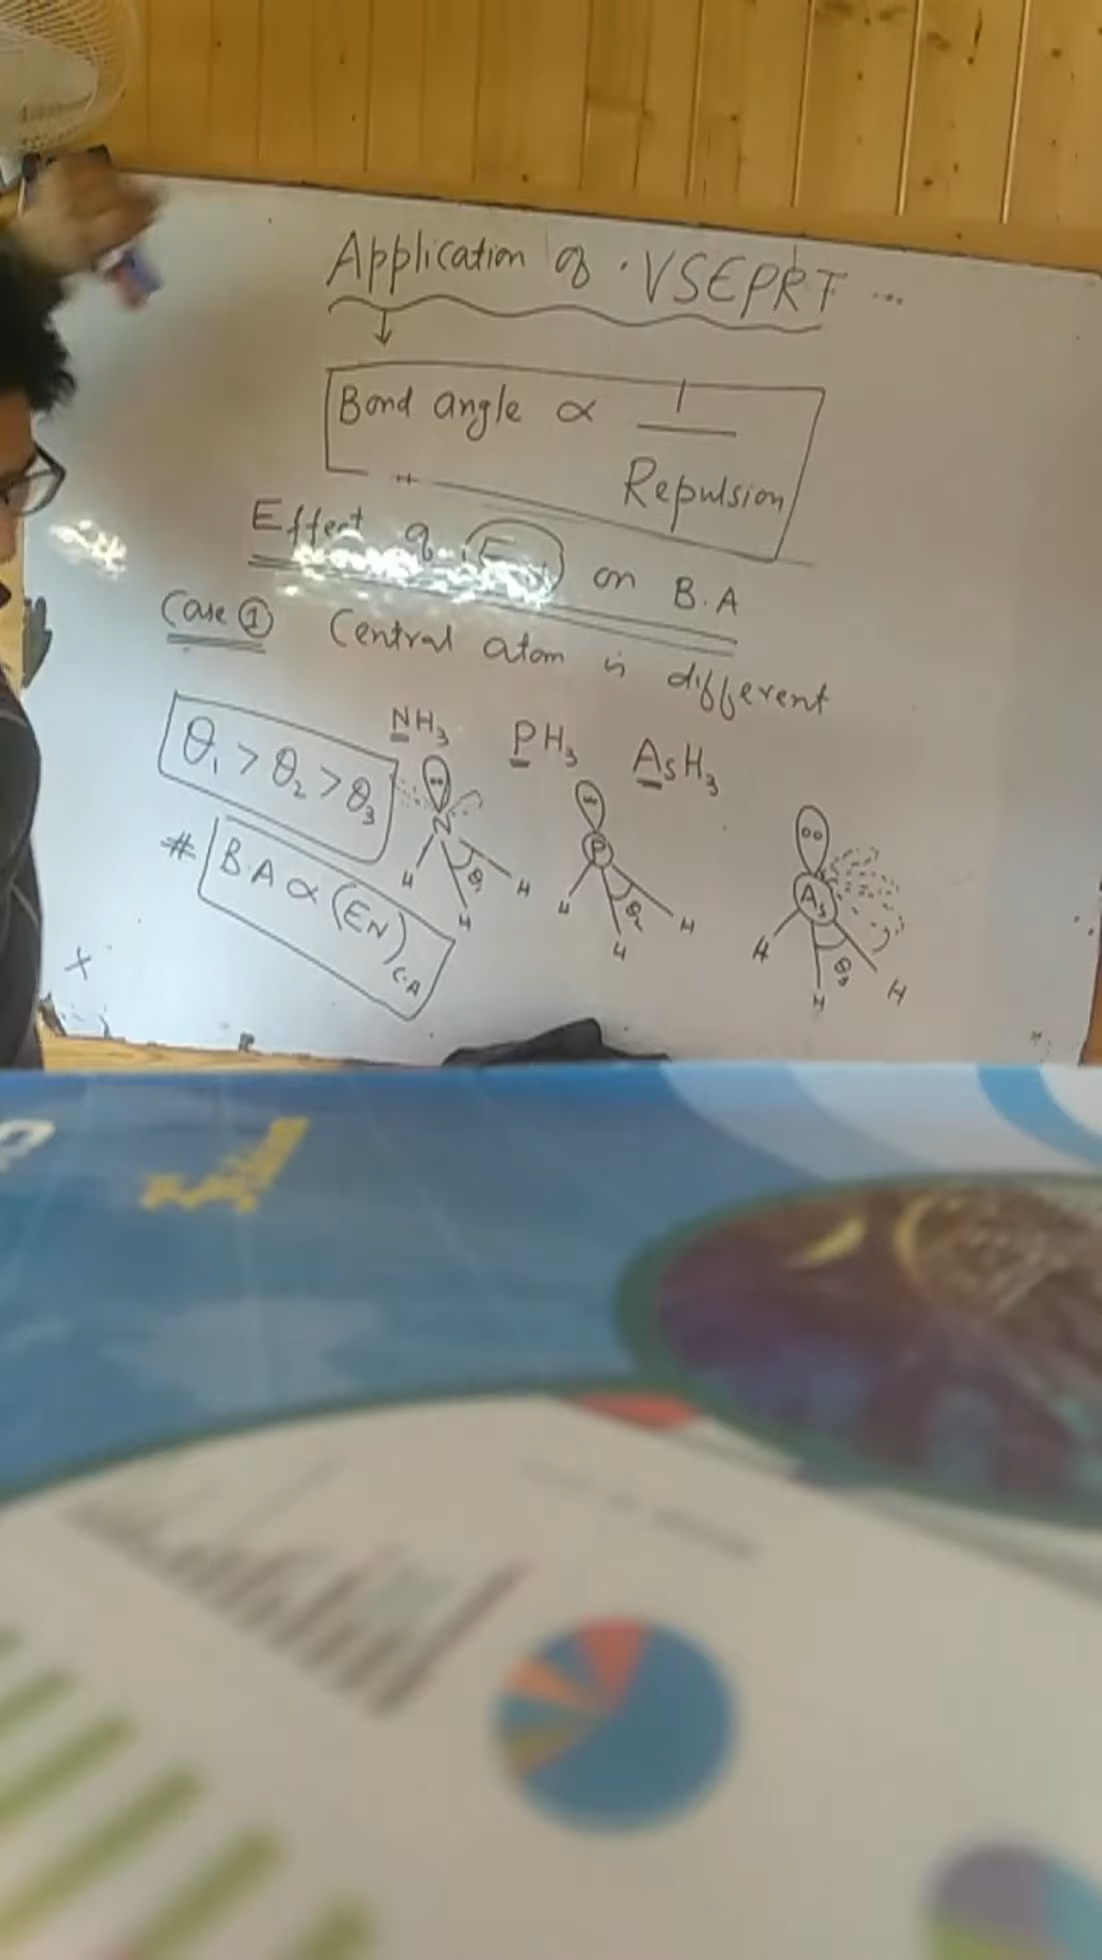 Application of VSEPRT ...
Bond angle ∝ 1
Repulsion
Effect of EN on B.A
Case ① Central atom is different
NH₃ PH₃ AsH₃
θ₁ > θ₂ > θ₃
N P As
θ₁ θ₂ θ₃
H H H H H H H H H
# B.A ∝ (EN)C.A